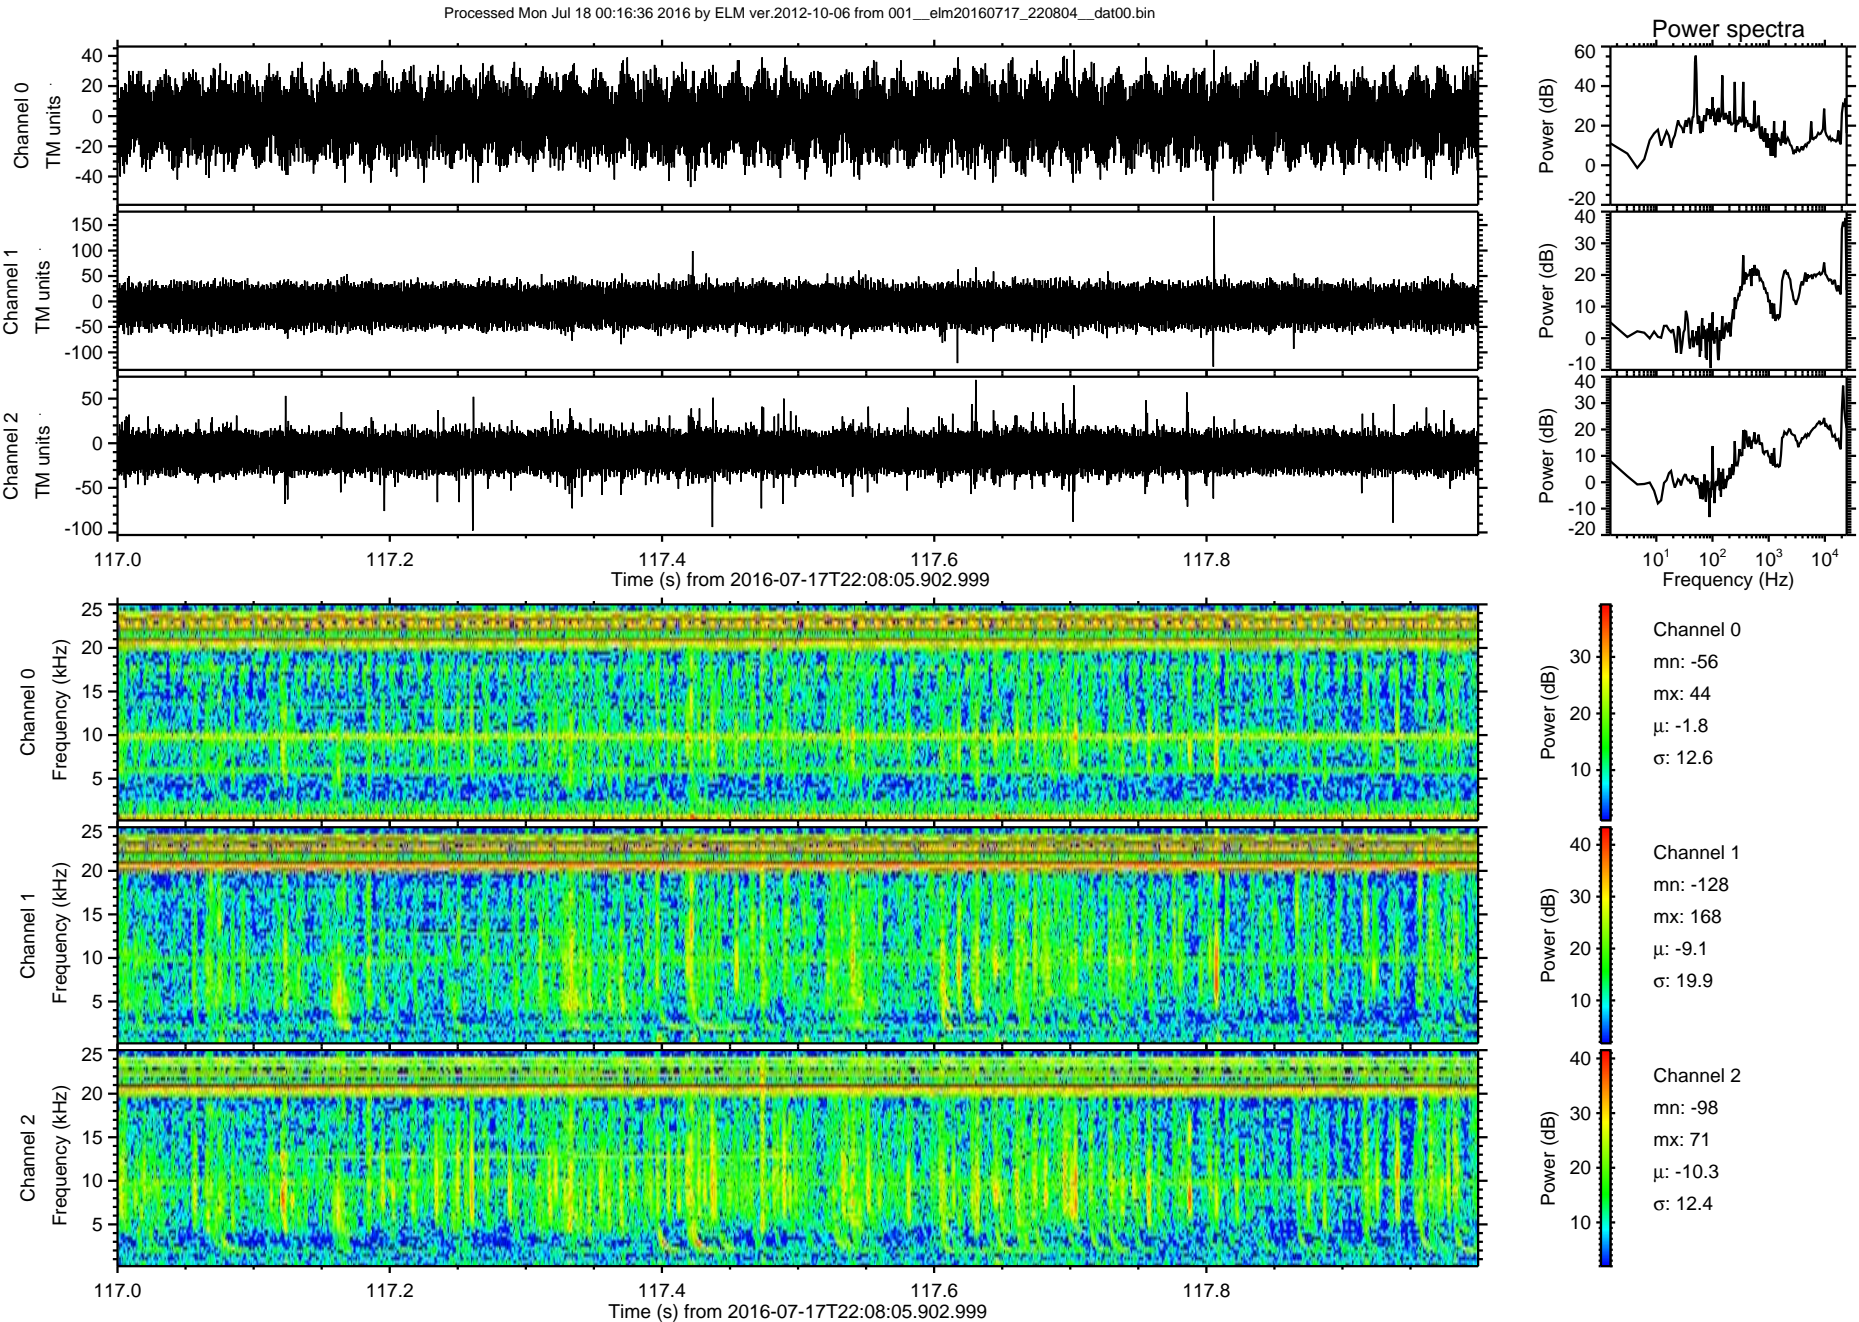 Processed Mon Jul 18 00:16:36 2016 by ELM ver.2012-10-06 from 001__elm20160717_220804__dat00.bin
Power spectra
Channel 0
TM units
40
20
0
-20
-40
Power (dB)
60
40
20
0
-20
Channel 1
TM units
150
100
50
0
-50
-100
Power (dB)
40
30
20
10
0
-10
Channel 2
TM units
50
0
-50
-100
Power (dB)
40
30
20
10
0
-10
-20
117.0 117.2 117.4 117.6 117.8
Time (s) from 2016-07-17T22:08:05.902.999
10^1 10^2 10^3 10^4
Frequency (Hz)
Channel 0
Frequency (kHz)
25
20
15
10
5
Power (dB)
30
20
10
Channel 0
mn: -56
mx: 44
μ: -1.8
σ: 12.6
Channel 1
Frequency (kHz)
25
20
15
10
5
Power (dB)
40
30
20
10
Channel 1
mn: -128
mx: 168
μ: -9.1
σ: 19.9
Channel 2
Frequency (kHz)
25
20
15
10
5
Power (dB)
40
30
20
10
Channel 2
mn: -98
mx: 71
μ: -10.3
σ: 12.4
117.0 117.2 117.4 117.6 117.8
Time (s) from 2016-07-17T22:08:05.902.999